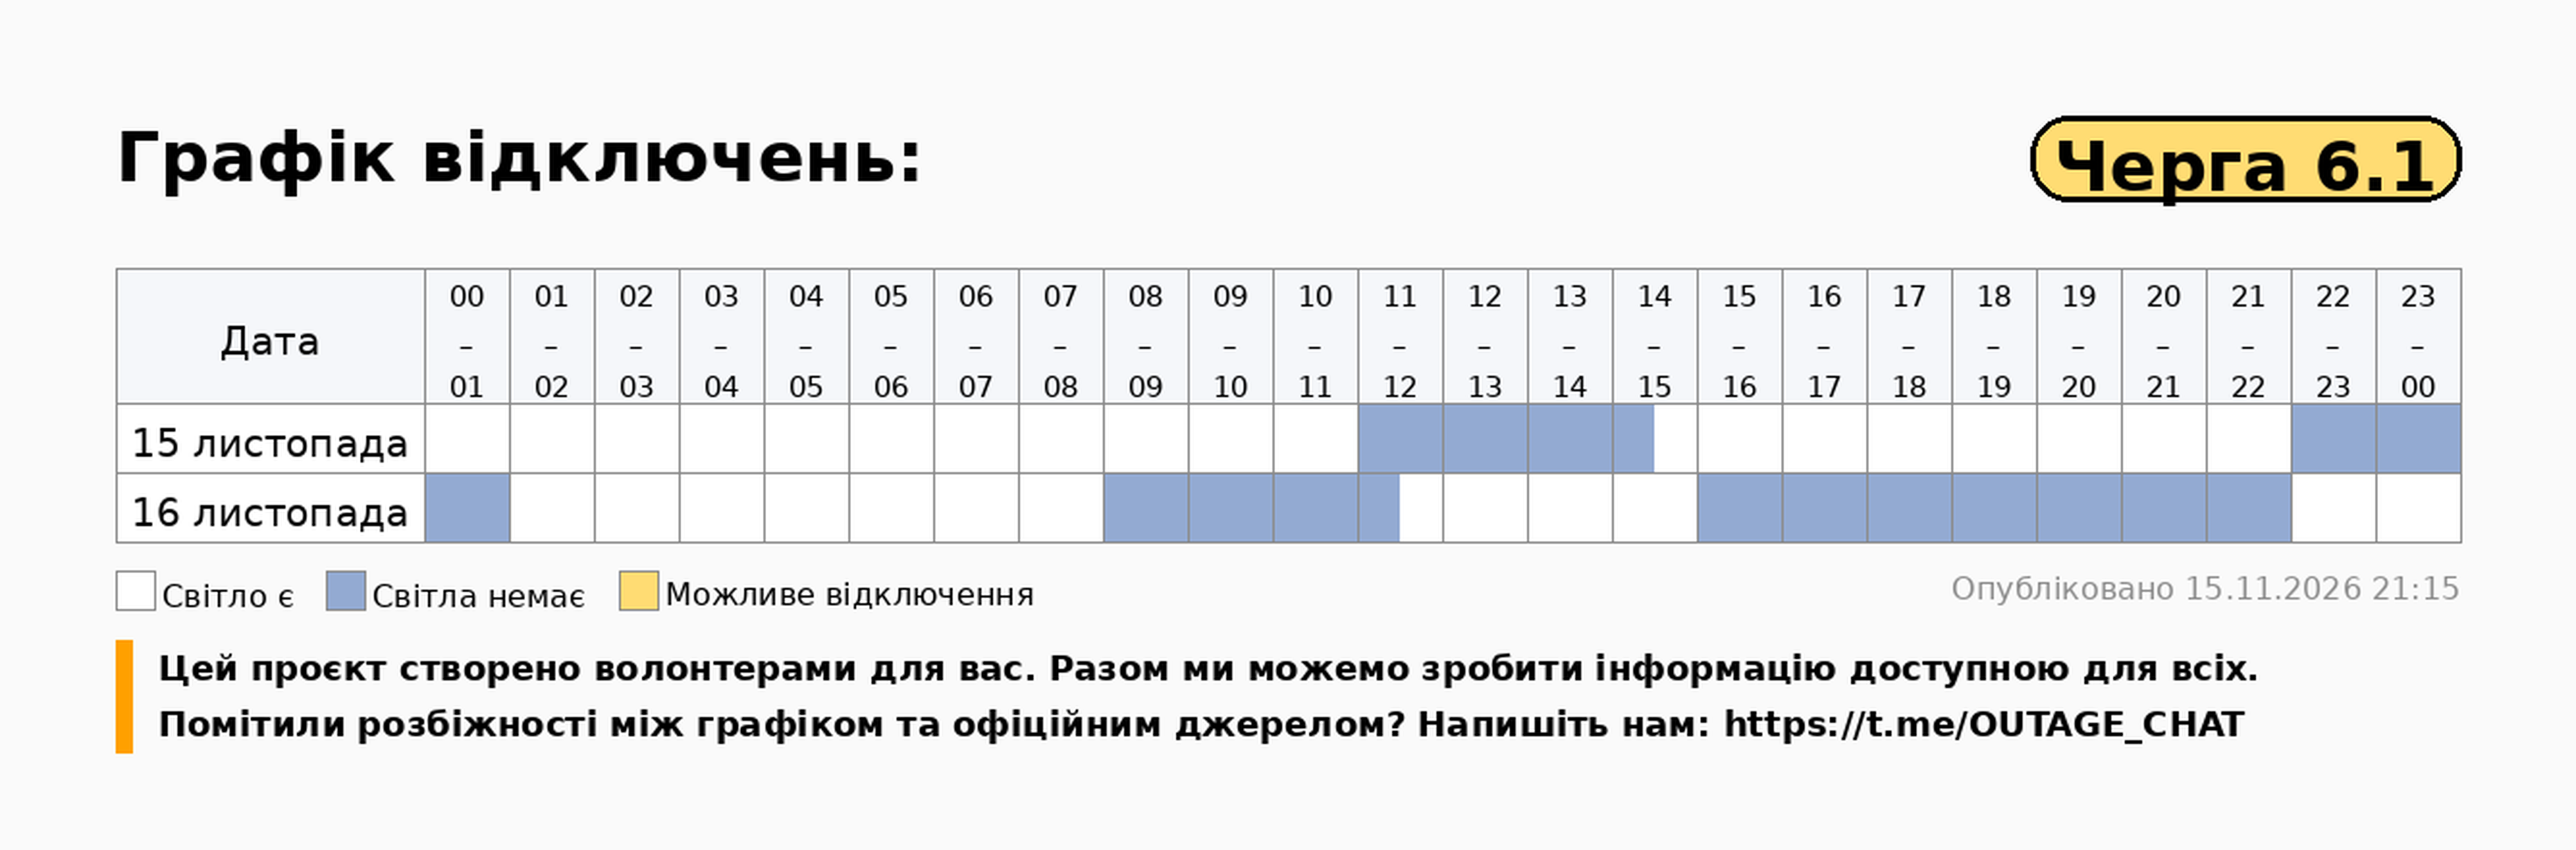 Графік відключень:
Черга 6.1
Дата
00 – 01
01 – 02
02 – 03
03 – 04
04 – 05
05 – 06
06 – 07
07 – 08
08 – 09
09 – 10
10 – 11
11 – 12
12 – 13
13 – 14
14 – 15
15 – 16
16 – 17
17 – 18
18 – 19
19 – 20
20 – 21
21 – 22
22 – 23
23 – 00
15 листопада
16 листопада
Світло є
Світла немає
Можливе відключення
Опубліковано 15.11.2026 21:15
Цей проєкт створено волонтерами для вас. Разом ми можемо зробити інформацію доступною для всіх.
Помітили розбіжності між графіком та офіційним джерелом? Напишіть нам: https://t.me/OUTAGE_CHAT